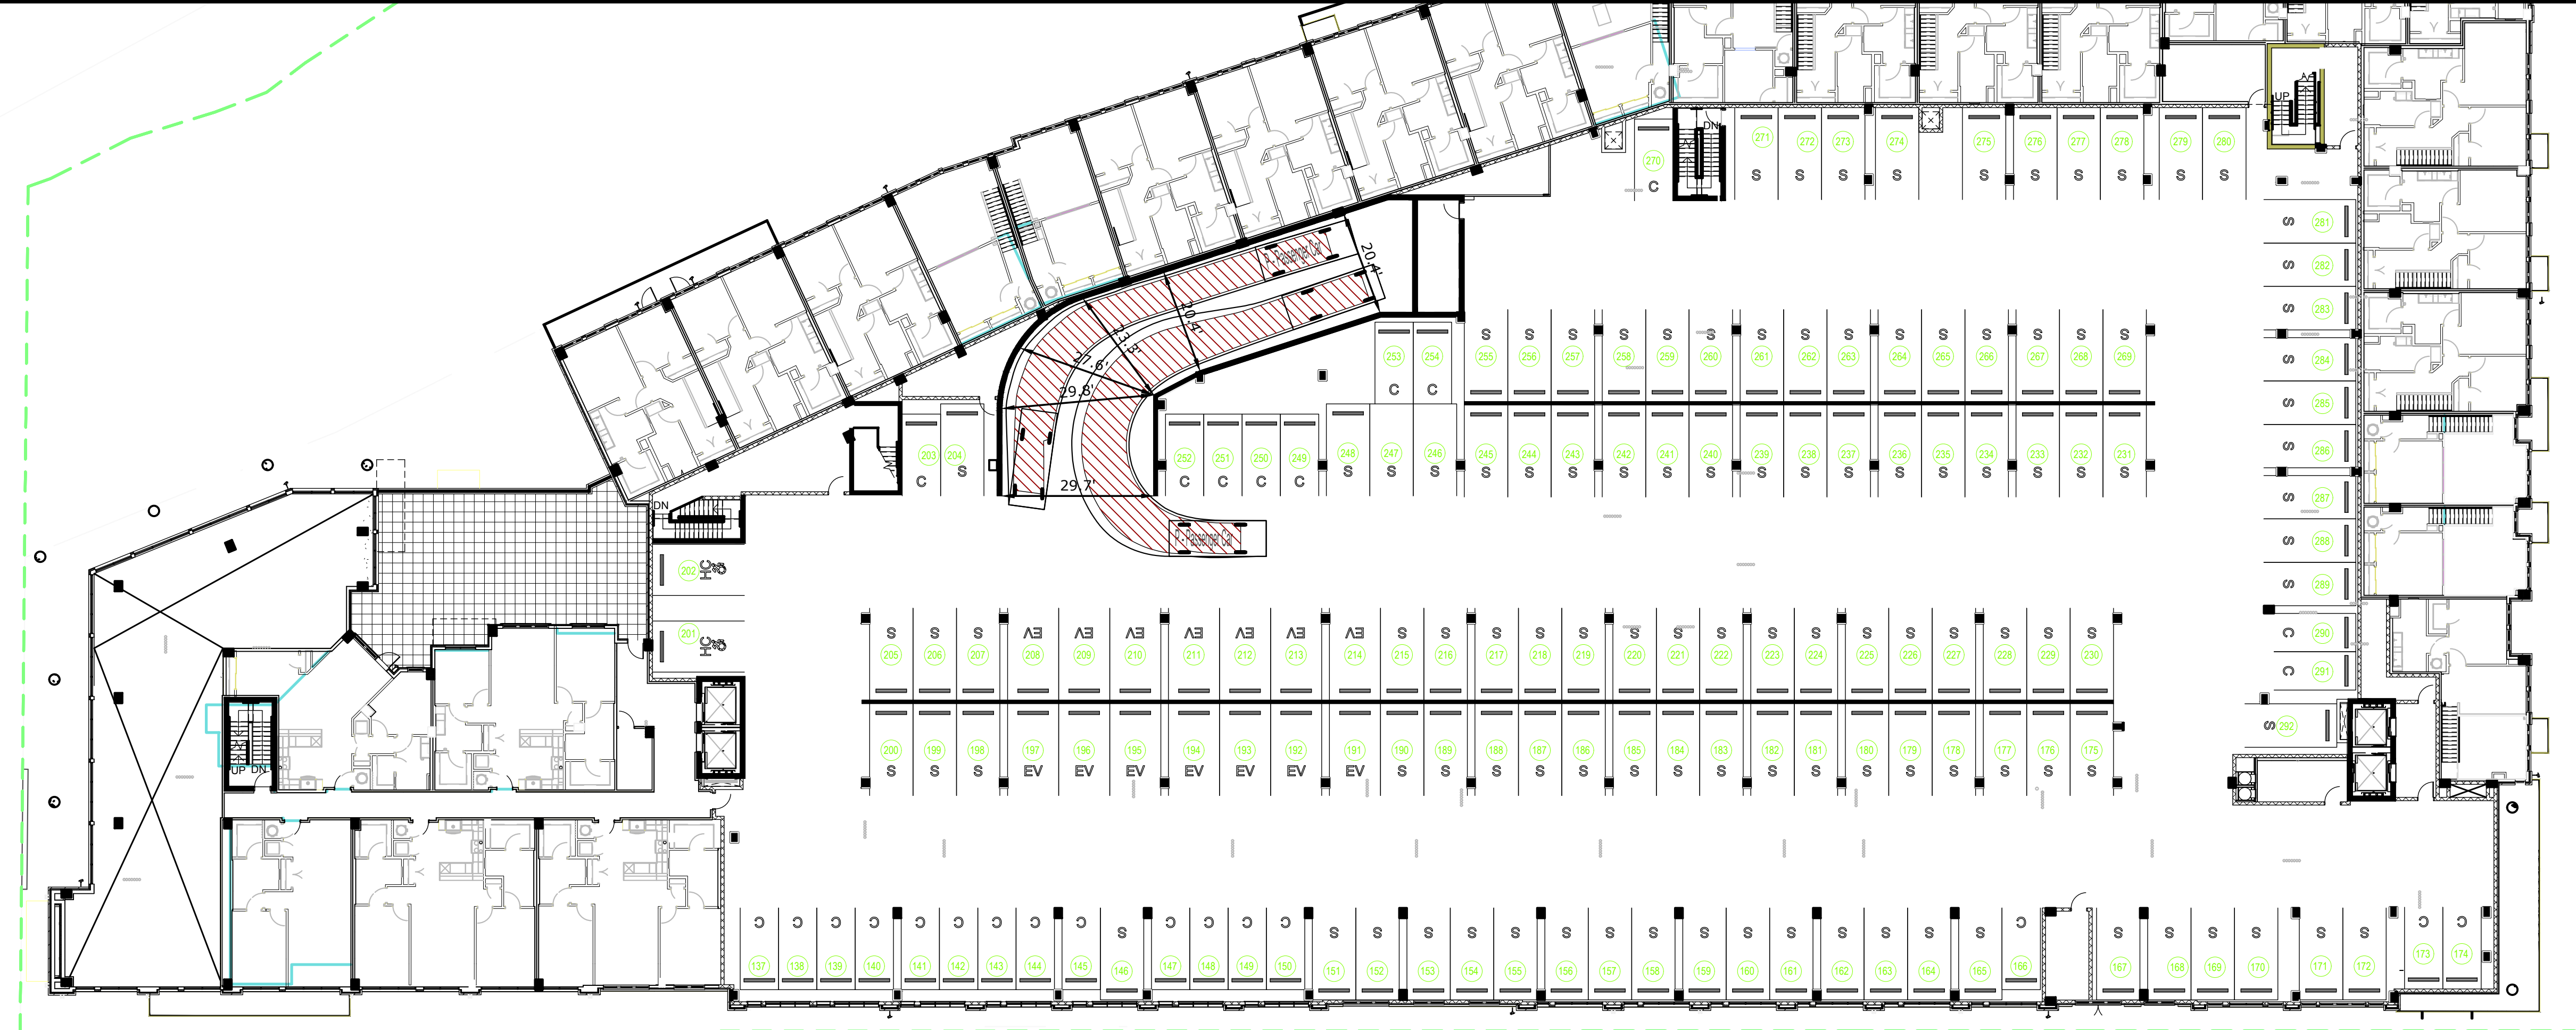 UP
DN
270
C
271
S
272
S
273
S
274
S
275
S
276
S
277
S
278
S
279
S
280
S
S 281
S 282
S 283
S 284
S 285
S 286
S 287
S 288
S 289
C 290
C 291
S 292
P - Passenger Car
20.4'
20.4'
23.3'
27.6'
29.8'
29.7'
P - Passenger Car
253
C
254
C
S S S S S S S S S S S S S S S
255 256 257 258 259 260 261 262 263 264 265 266 267 268 269
203 204
C S
252 251 250 249 248 247 246 245 244 243 242 241 240 239 238 237 236 235 234 233 232 231
C C C C S S S S S S S S S S S S S S S S S S
DN
202 HC
201 HC
S S S EV EV EV EV EV EV EV S S S S S S S S S S S S S S S S
205 206 207 208 209 210 211 212 213 214 215 216 217 218 219 220 221 222 223 224 225 226 227 228 229 230
200 199 198 197 196 195 194 193 192 191 190 189 188 187 186 185 184 183 182 181 180 179 178 177 176 175
S S S EV EV EV EV EV EV EV S S S S S S S S S S S S S S S S
UP DN
C C C C C C C C C S C C C C S S S S S S S S S S S S S S S C S S S S S S C C
137 138 139 140 141 142 143 144 145 146 147 148 149 150 151 152 153 154 155 156 157 158 159 160 161 162 163 164 165 166 167 168 169 170 171 172 173 174